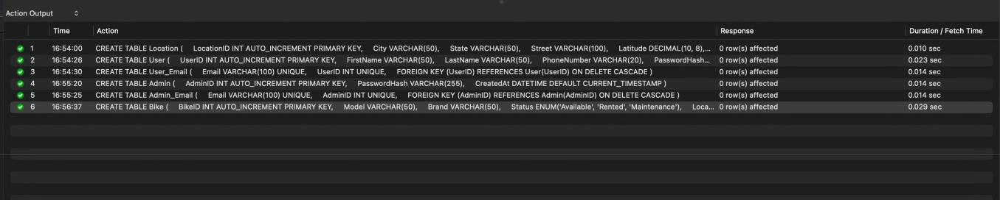 Action Output
Time Action Response Duration / Fetch Time
1 16:54:00 CREATE TABLE Location ( LocationID INT AUTO_INCREMENT PRIMARY KEY, City VARCHAR(50), State VARCHAR(50), Street VARCHAR(100), Latitude DECIMAL(10, 8),... 0 row(s) affected 0.010 sec
2 16:54:26 CREATE TABLE User ( UserID INT AUTO_INCREMENT PRIMARY KEY, FirstName VARCHAR(50), LastName VARCHAR(50), PhoneNumber VARCHAR(20), PasswordHash... 0 row(s) affected 0.023 sec
3 16:54:30 CREATE TABLE User_Email ( Email VARCHAR(100) UNIQUE, UserID INT UNIQUE, FOREIGN KEY (UserID) REFERENCES User(UserID) ON DELETE CASCADE ) 0 row(s) affected 0.014 sec
4 16:55:20 CREATE TABLE Admin ( AdminID INT AUTO_INCREMENT PRIMARY KEY, PasswordHash VARCHAR(255), CreatedAt DATETIME DEFAULT CURRENT_TIMESTAMP ) 0 row(s) affected 0.014 sec
5 16:55:25 CREATE TABLE Admin_Email ( Email VARCHAR(100) UNIQUE, AdminID INT UNIQUE, FOREIGN KEY (AdminID) REFERENCES Admin(AdminID) ON DELETE CASCADE ) 0 row(s) affected 0.014 sec
6 16:56:37 CREATE TABLE Bike ( BikeID INT AUTO_INCREMENT PRIMARY KEY, Model VARCHAR(50), Brand VARCHAR(50), Status ENUM('Available', 'Rented', 'Maintenance'), Loca... 0 row(s) affected 0.029 sec